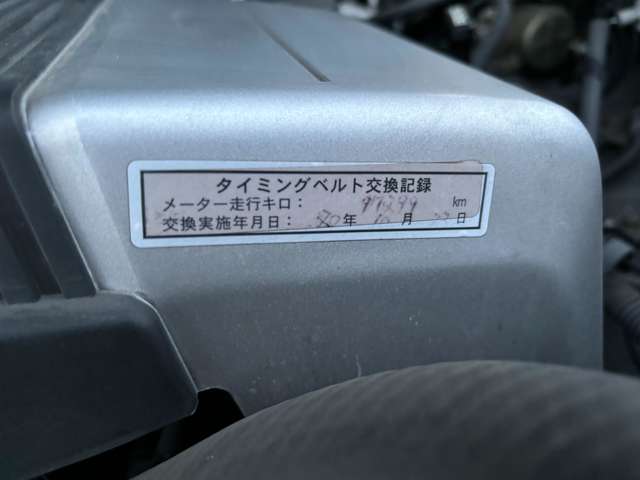 タイミングベルト交換記録
メーター走行キロ: km
交換実施年月日: 年 月 日